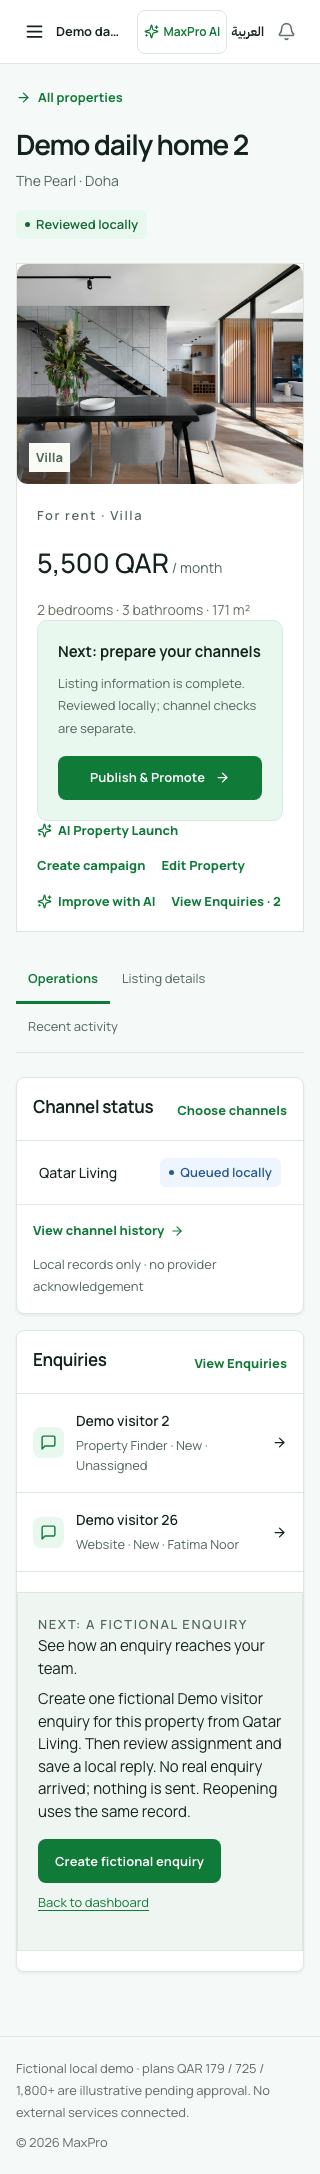 Demo da...
MaxPro AI
العربية
All properties
Demo daily home 2
The Pearl · Doha
Reviewed locally
Villa
For rent · Villa
5,500 QAR / month
2 bedrooms · 3 bathrooms · 171 m²
Next: prepare your channels
Listing information is complete.
Reviewed locally; channel checks
are separate.
Publish & Promote
AI Property Launch
Create campaign Edit Property
Improve with AI View Enquiries · 2
Operations Listing details
Recent activity
Channel status Choose channels
Qatar Living Queued locally
View channel history
Local records only · no provider
acknowledgement
Enquiries View Enquiries
Demo visitor 2
Property Finder · New ·
Unassigned
Demo visitor 26
Website · New · Fatima Noor
NEXT: A FICTIONAL ENQUIRY
See how an enquiry reaches your
team.
Create one fictional Demo visitor
enquiry for this property from Qatar
Living. Then review assignment and
save a local reply. No real enquiry
arrived; nothing is sent. Reopening
uses the same record.
Create fictional enquiry
Back to dashboard
Fictional local demo · plans QAR 179 / 725 /
1,800+ are illustrative pending approval. No
external services connected.
© 2026 MaxPro